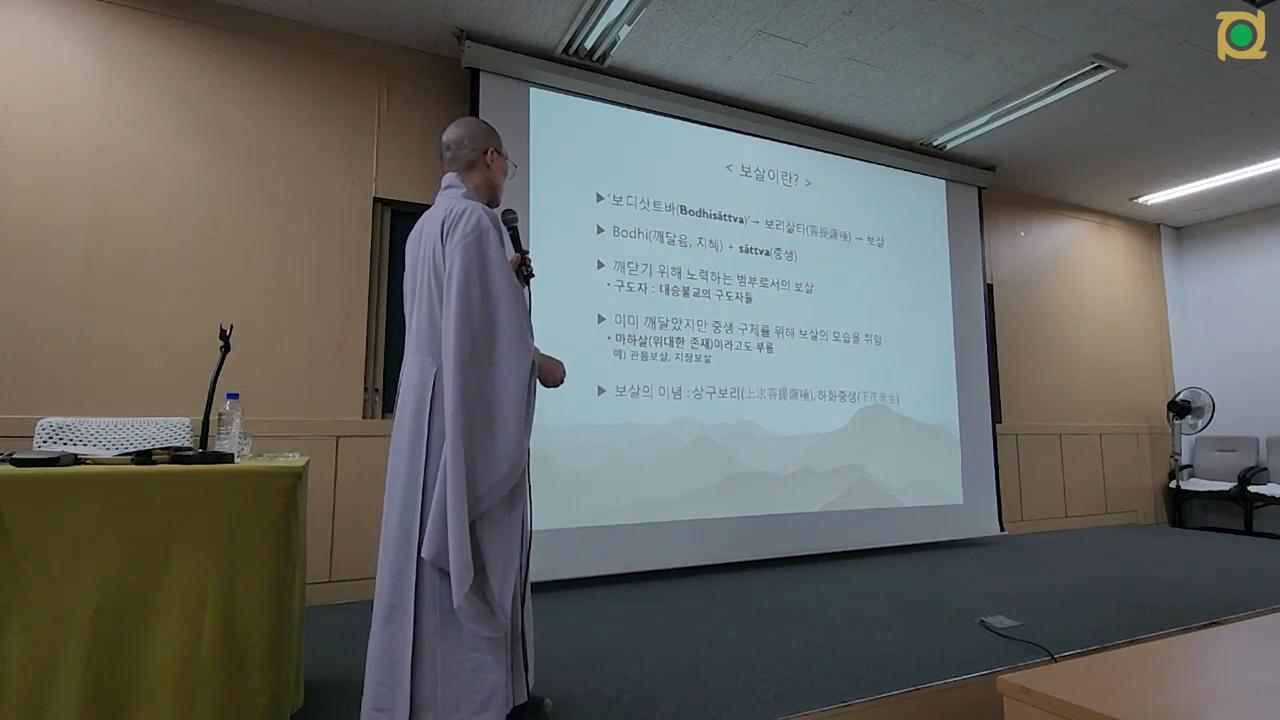 < 보살이란? >
▶ '보디삿트바(Bodhisāttva)'→ 보리살타(菩提薩埵) → 보살
▶ Bodhi(깨달음, 지혜) + sāttva(중생)
▶ 깨닫기 위해 노력하는 범부로서의 보살
• 구도자 : 대승불교의 구도자들
▶ 이미 깨달았지만 중생 구제를 위해 보살의 모습을 취함
• 마하살(위대한 존재)이라고도 부름
예) 관음보살, 지장보살
▶ 보살의 이념 : 상구보리(上求菩提薩埵), 하화중생(下花衆生)